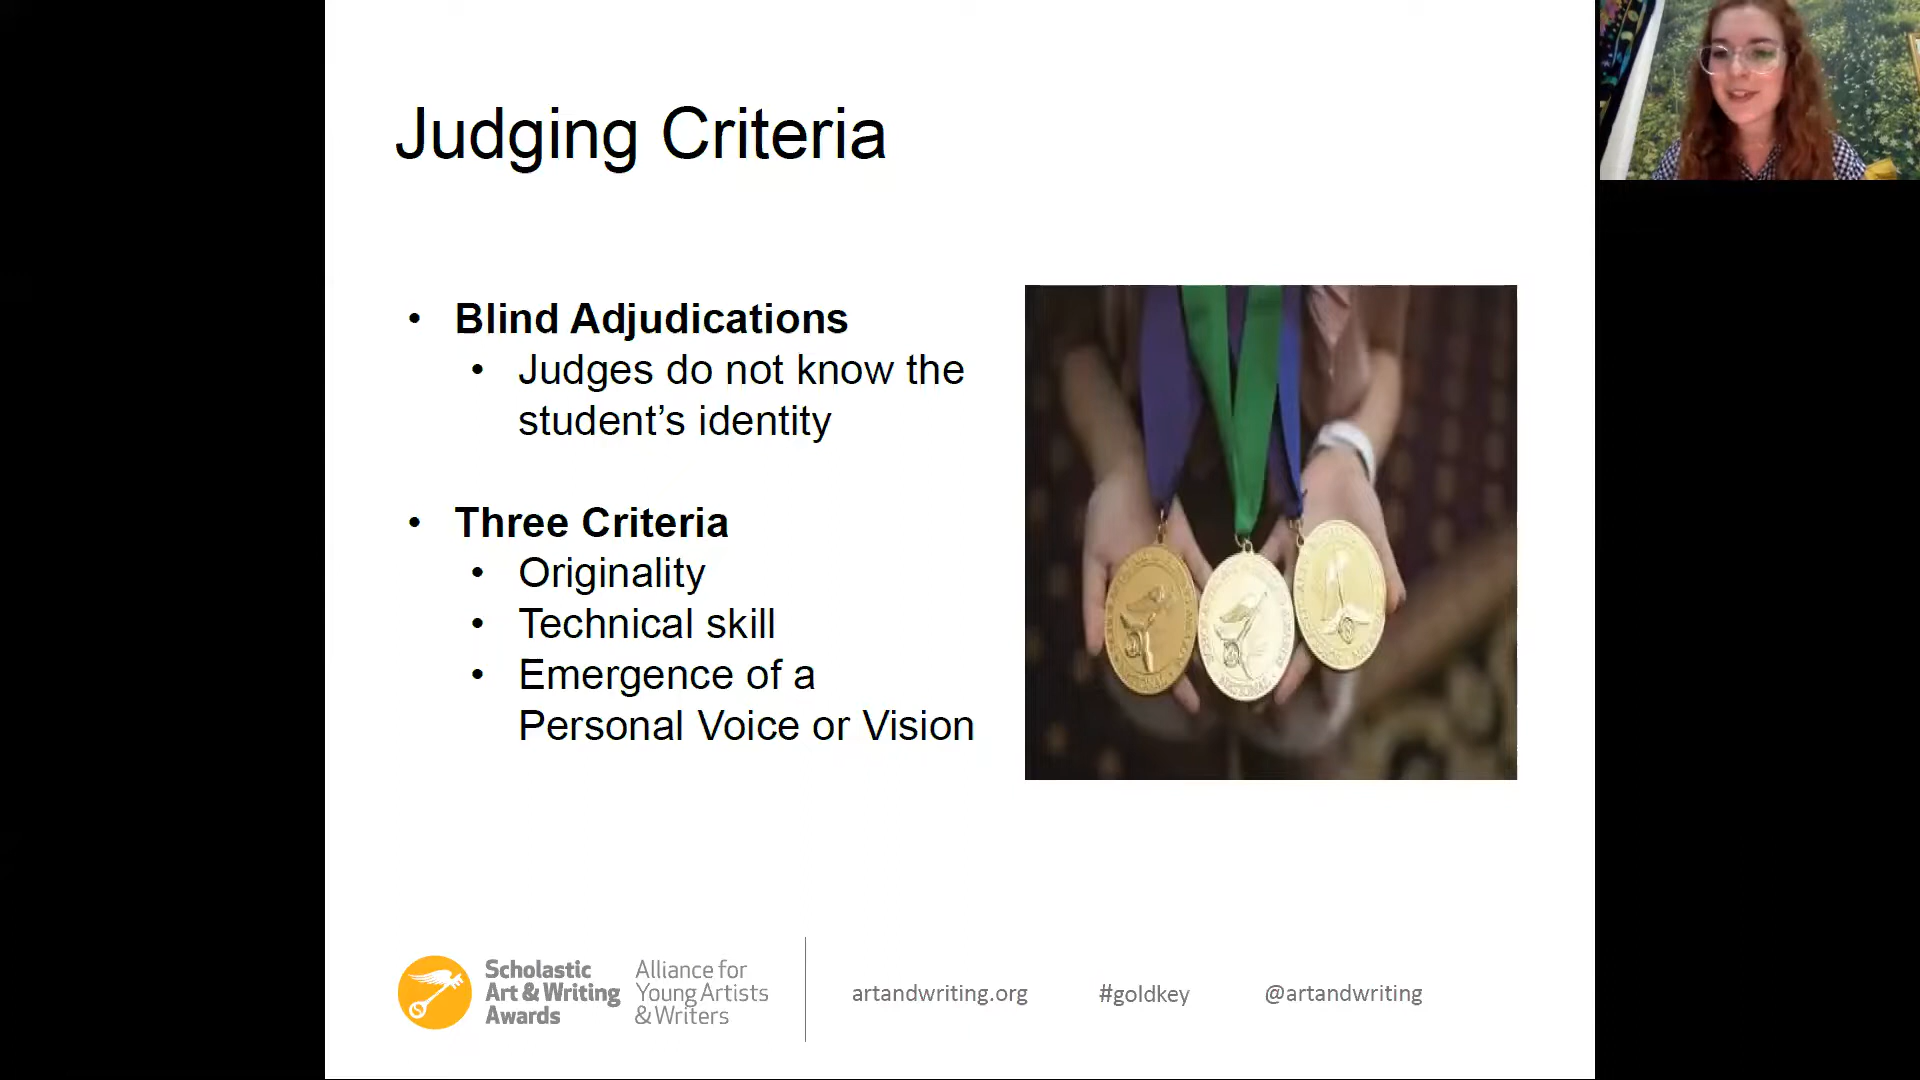 Judging Criteria
• Blind Adjudications
• Judges do not know the
student’s identity
• Three Criteria
• Originality
• Technical skill
• Emergence of a
Personal Voice or Vision
NATIONAL
Scholastic
Art & Writing
Awards
Alliance for
Young Artists
& Writers
artandwriting.org
#goldkey
@artandwriting